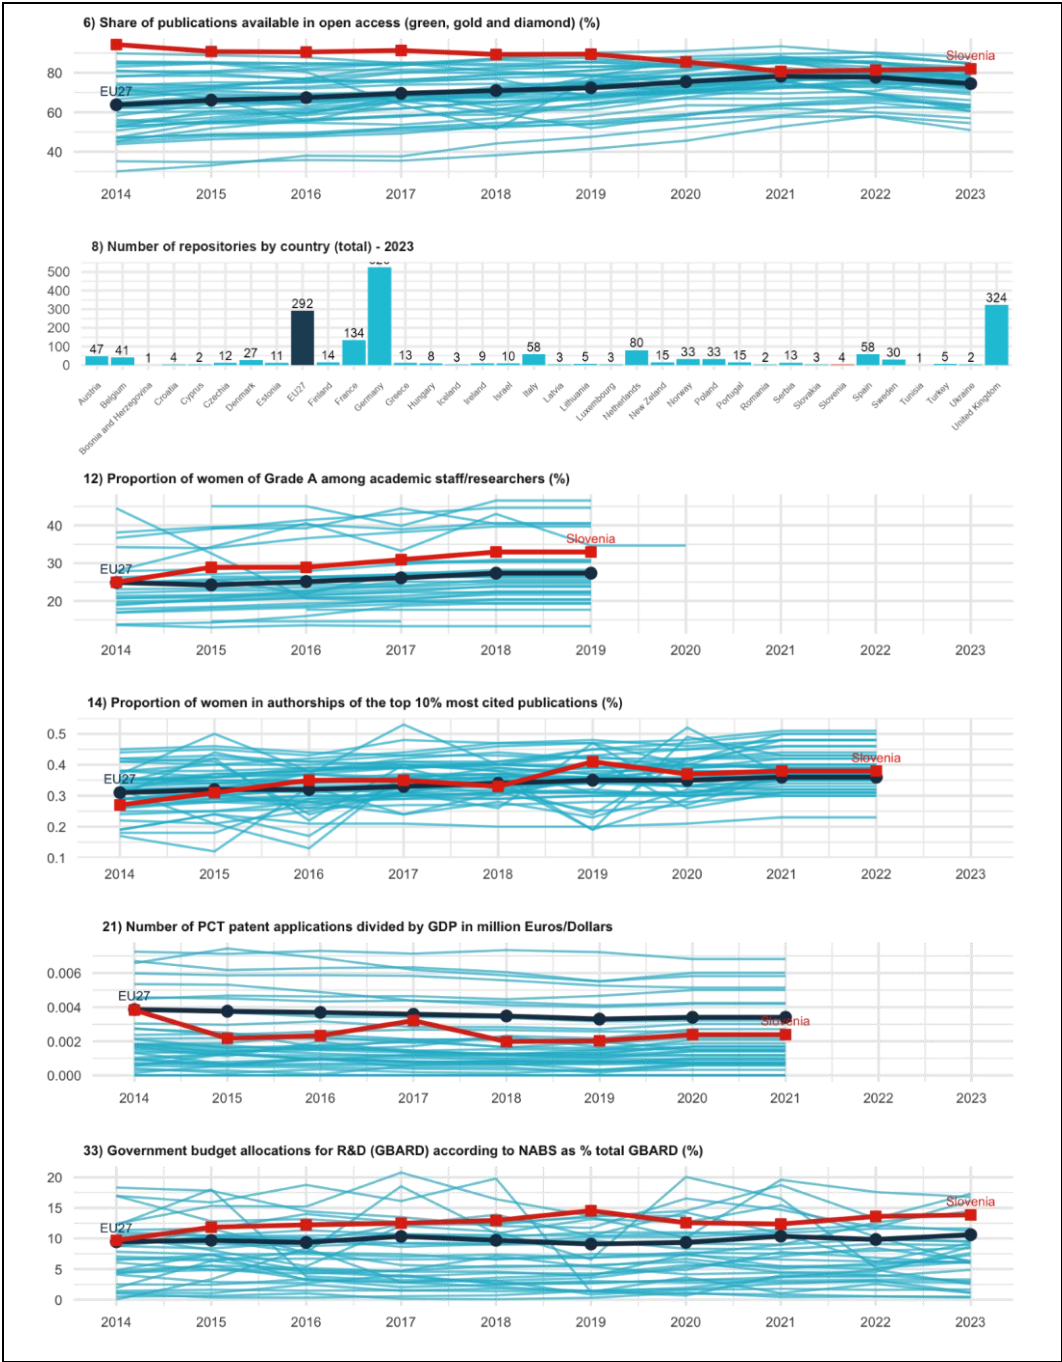 6) Share of publications available in open access (green, gold and diamond) (%)
80
60
40
EU27
Slovenia
2014 2015 2016 2017 2018 2019 2020 2021 2022 2023
8) Number of repositories by country (total) - 2023
500
400
300
200
100
0
47 41 1 4 2 12 27 11 292 14 134 13 8 3 9 10 58 3 5 3 80 15 33 33 15 2 13 3 4 58 30 1 5 2 324
Austria Belgium Bosnia and Herzegovina Croatia Cyprus Czechia Denmark Estonia EU27 Finland France Germany Greece Hungary Iceland Ireland Israel Italy Latvia Lithuania Luxembourg Netherlands New Zeland Norway Poland Portugal Romania Serbia Slovakia Slovenia Spain Sweden Tunisia Turkey Ukraine United Kingdom
12) Proportion of women of Grade A among academic staff/researchers (%)
40
30
20
EU27
Slovenia
2014 2015 2016 2017 2018 2019 2020 2021 2022 2023
14) Proportion of women in authorships of the top 10% most cited publications (%)
0.5
0.4
0.3
0.2
0.1
EU27
Slovenia
2014 2015 2016 2017 2018 2019 2020 2021 2022 2023
21) Number of PCT patent applications divided by GDP in million Euros/Dollars
0.006
0.004
0.002
0.000
EU27
Slovenia
2014 2015 2016 2017 2018 2019 2020 2021 2022 2023
33) Government budget allocations for R&D (GBARD) according to NABS as % total GBARD (%)
20
15
10
5
0
EU27
Slovenia
2014 2015 2016 2017 2018 2019 2020 2021 2022 2023